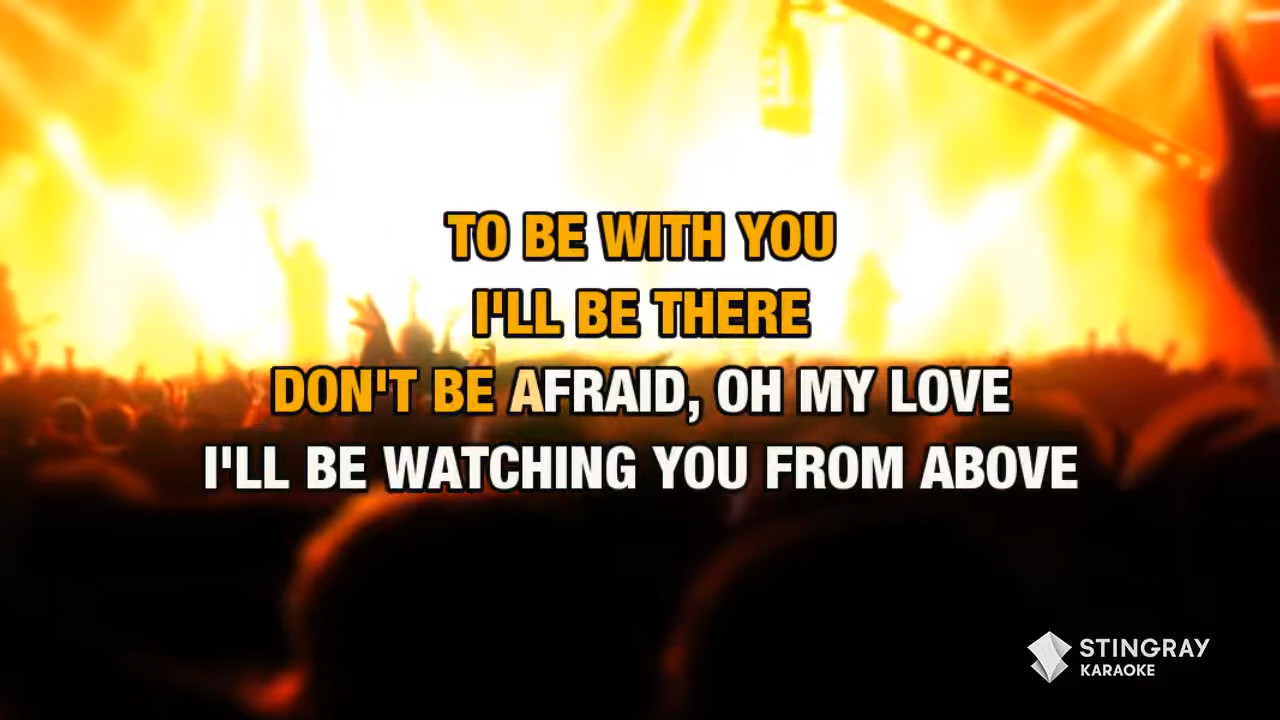 TO BE WITH YOU
I'LL BE THERE
DON'T BE AFRAID, OH MY LOVE
I'LL BE WATCHING YOU FROM ABOVE
STINGRAY
KARAOKE